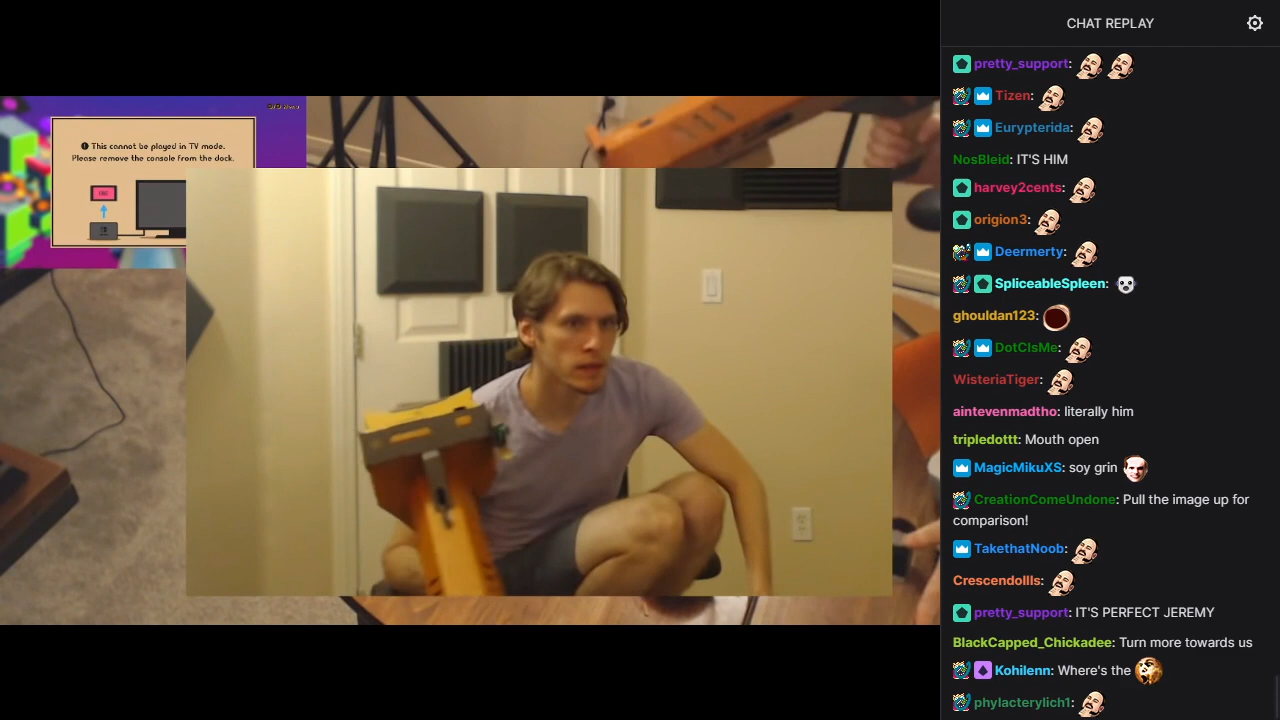 CHAT REPLAY
This cannot be played in TV mode.
Please remove the console from the dock.
pretty_support:
Tizen:
Eurypterida:
NosBleid: IT'S HIM
harvey2cents:
origion3:
Deermerty:
SpliceableSpleen:
ghouldan123:
DotCIsMe:
WisteriaTiger:
aintevenmadtho: literally him
tripledottt: Mouth open
MagicMikuXS: soy grin
CreationComeUndone: Pull the image up for
comparison!
TakethatNoob:
Crescendollls:
pretty_support: IT'S PERFECT JEREMY
BlackCapped_Chickadee: Turn more towards us
Kohilenn: Where's the
phylacterylich1: